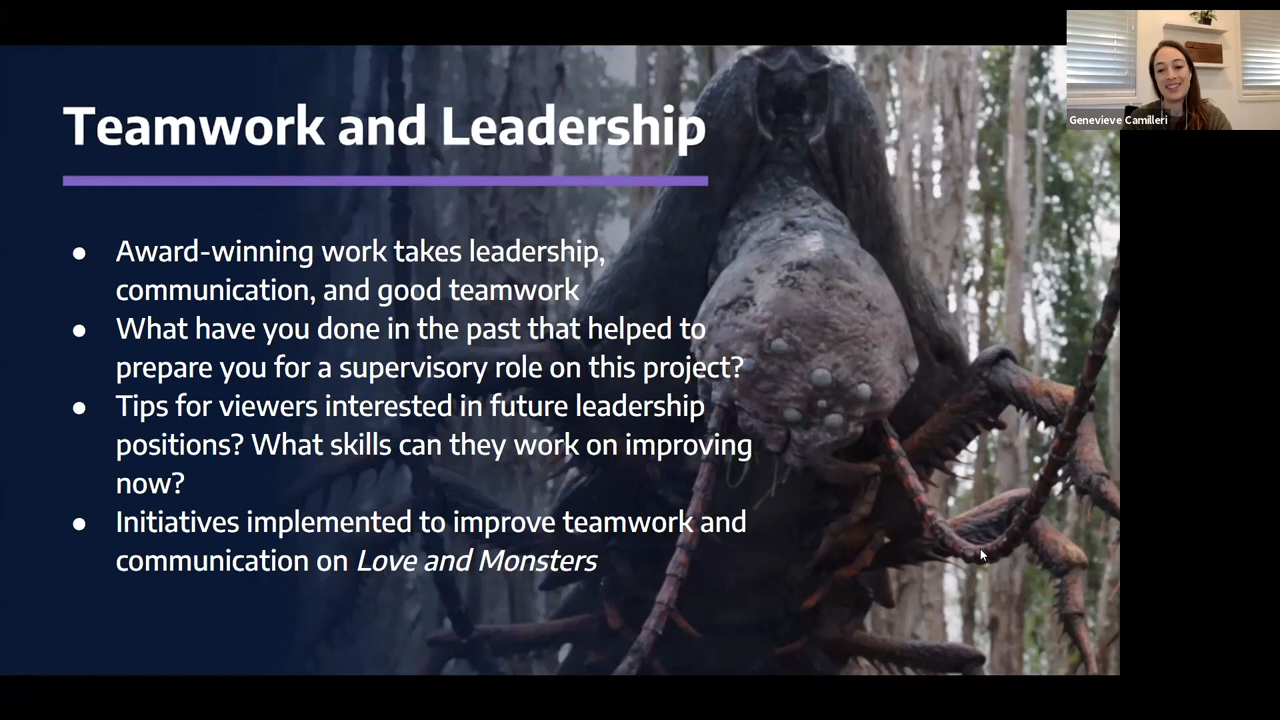 Genevieve Camilleri
Teamwork and Leadership
● Award-winning work takes leadership,
communication, and good teamwork
● What have you done in the past that helped to
prepare you for a supervisory role on this project?
● Tips for viewers interested in future leadership
positions? What skills can they work on improving
now?
● Initiatives implemented to improve teamwork and
communication on Love and Monsters